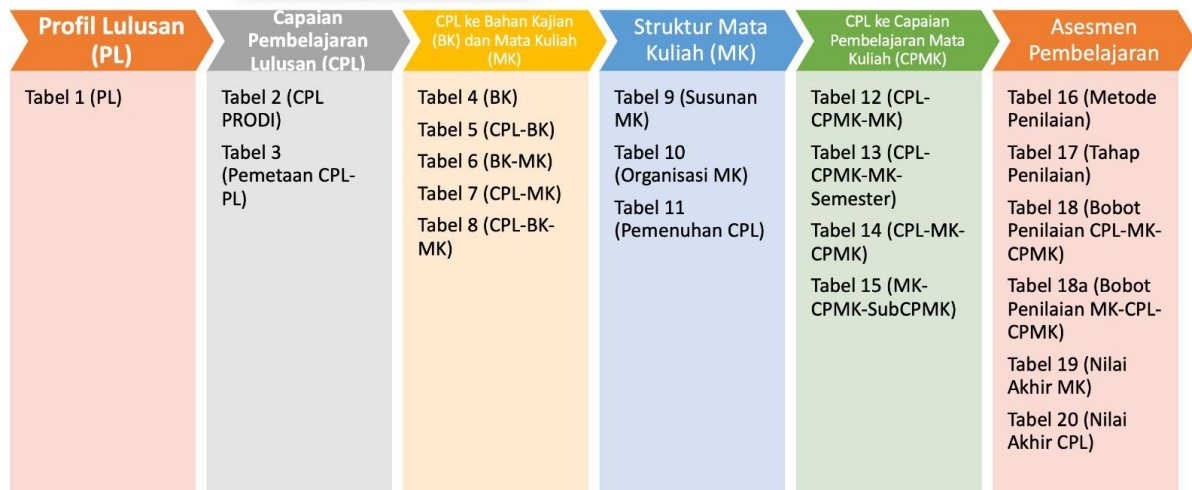 Profil Lulusan
(PL)
Tabel 1 (PL)
Capaian
Pembelajaran
Lulusan (CPL)
Tabel 2 (CPL
PRODI)
Tabel 3
(Pemetaan CPL-
PL)
CPL ke Bahan Kajian
(BK) dan Mata Kuliah
(MK)
Tabel 4 (BK)
Tabel 5 (CPL-BK)
Tabel 6 (BK-MK)
Tabel 7 (CPL-MK)
Tabel 8 (CPL-BK-
MK)
Struktur Mata
Kuliah (MK)
Tabel 9 (Susunan
MK)
Tabel 10
(Organisasi MK)
Tabel 11
(Pemenuhan CPL)
CPL ke Capaian
Pembelajaran Mata
Kuliah (CPMK)
Tabel 12 (CPL-
CPMK-MK)
Tabel 13 (CPL-
CPMK-MK-
Semester)
Tabel 14 (CPL-MK-
CPMK)
Tabel 15 (MK-
CPMK-SubCPMK)
Asesmen
Pembelajaran
Tabel 16 (Metode
Penilaian)
Tabel 17 (Tahap
Penilaian)
Tabel 18 (Bobot
Penilaian CPL-MK-
CPMK)
Tabel 18a (Bobot
Penilaian MK-CPL-
CPMK)
Tabel 19 (Nilai
Akhir MK)
Tabel 20 (Nilai
Akhir CPL)